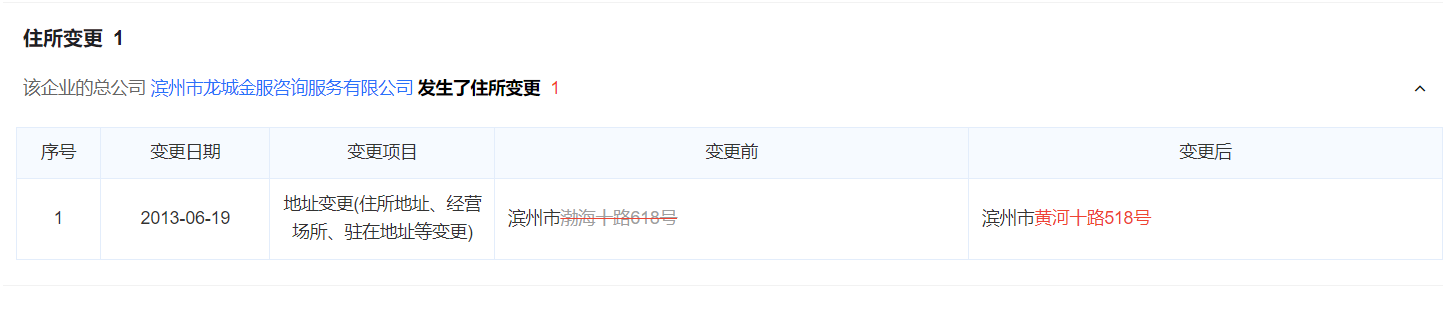 住所变更 1
该企业的总公司 滨州市龙城金服咨询服务有限公司 发生了住所变更 1
序号 变更日期 变更项目 变更前 变更后
1 2013-06-19 地址变更(住所地址、经营场所、驻在地址等变更) 滨州市渤海十路618号 滨州市黄河十路518号